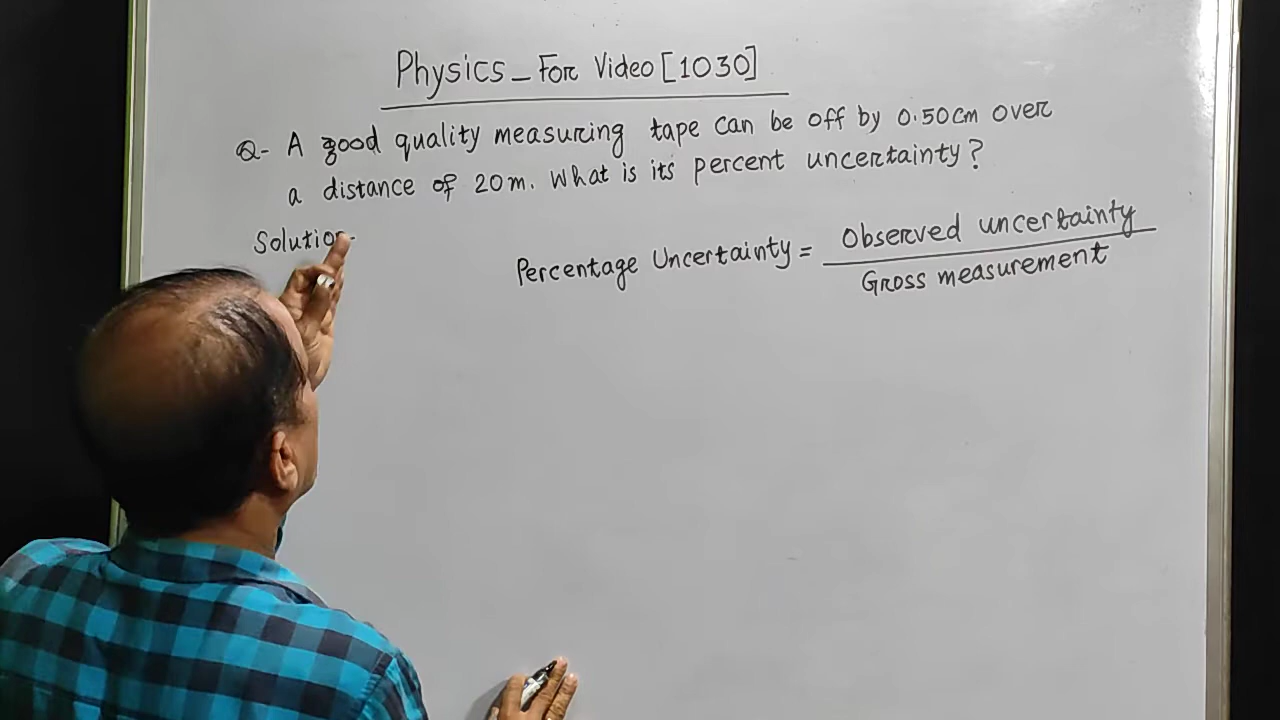 Physics - For Video [1030]
Q- A good quality measuring tape can be off by 0.50cm over
a distance of 20m. What is its percent uncertainty?
Solution-
Percentage Uncertainty = Observed uncertainty
Gross measurement